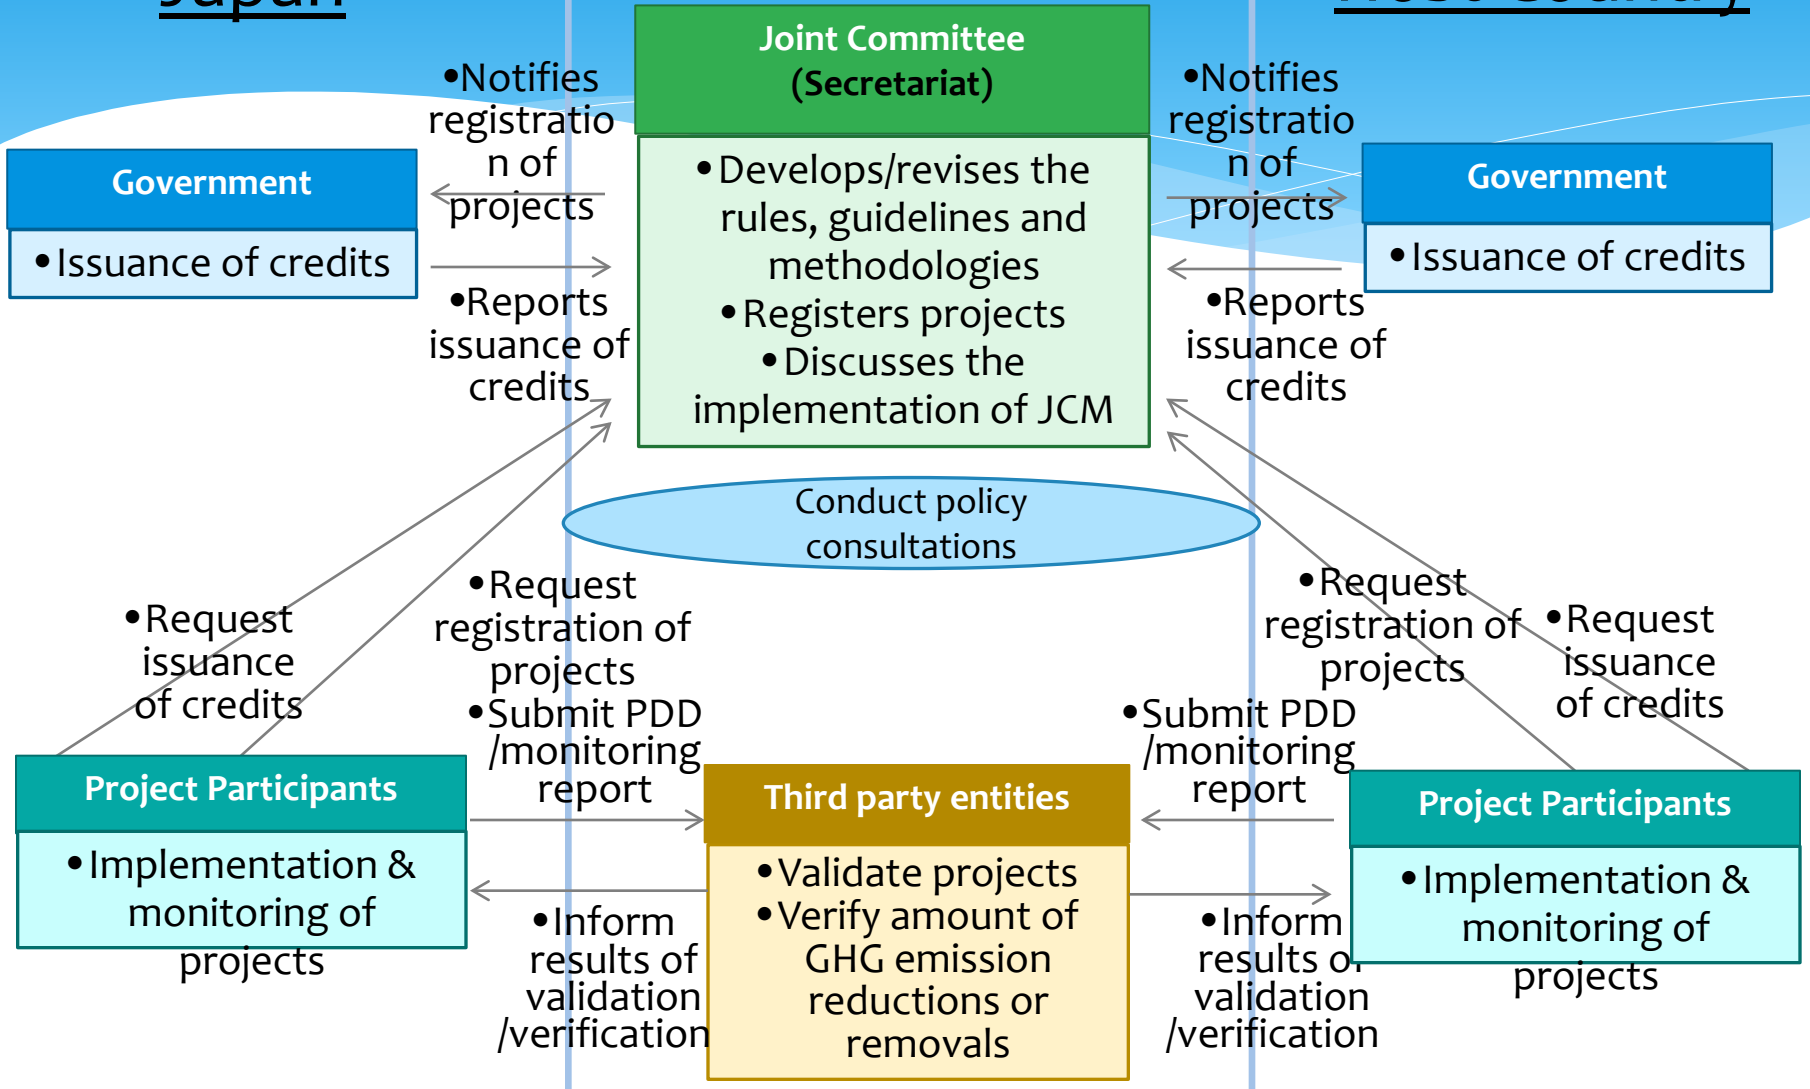 Japan
Host Country
Joint Committee
(Secretariat)
•Notifies
registratio
n of
projects
•Notifies
registratio
n of
projects
Government
•Issuance of credits
•Develops/revises the
rules, guidelines and
methodologies
•Registers projects
•Discusses the
implementation of JCM
Government
•Issuance of credits
•Reports
issuance of
credits
•Reports
issuance of
credits
Conduct policy
consultations
•Request
issuance
of credits
•Request
registration of
projects
•Request
registration of
projects
•Request
issuance
of credits
•Submit PDD
/monitoring
report
•Submit PDD
/monitoring
report
Project Participants
•Implementation &
monitoring of
projects
Third party entities
•Validate projects
•Verify amount of
GHG emission
reductions or
removals
Project Participants
•Implementation &
monitoring of
projects
•Inform
results of
validation
/verification
•Inform
results of
validation
/verification